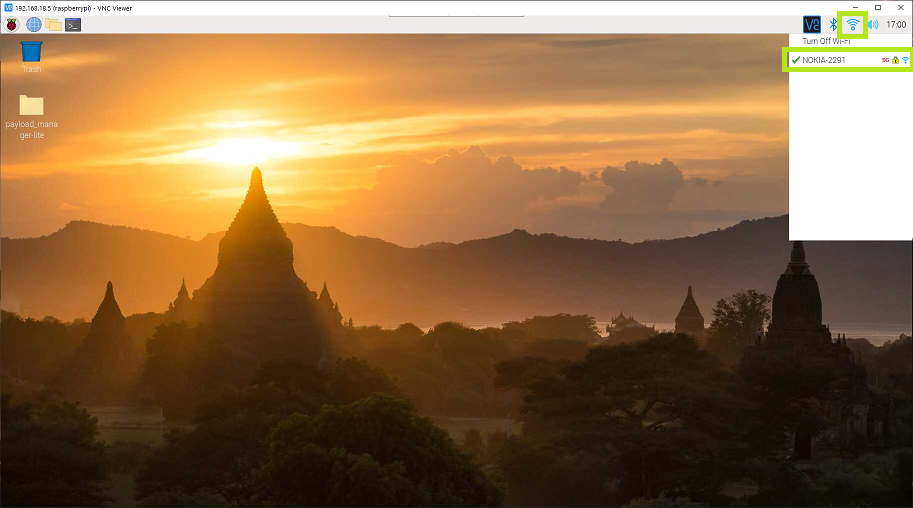 192.168.18.5 (raspberrypi) - VNC Viewer
17:00
Turn Off Wi-Fi
NOKIA-2291
5G
Trash
payload_mana
ger-lite